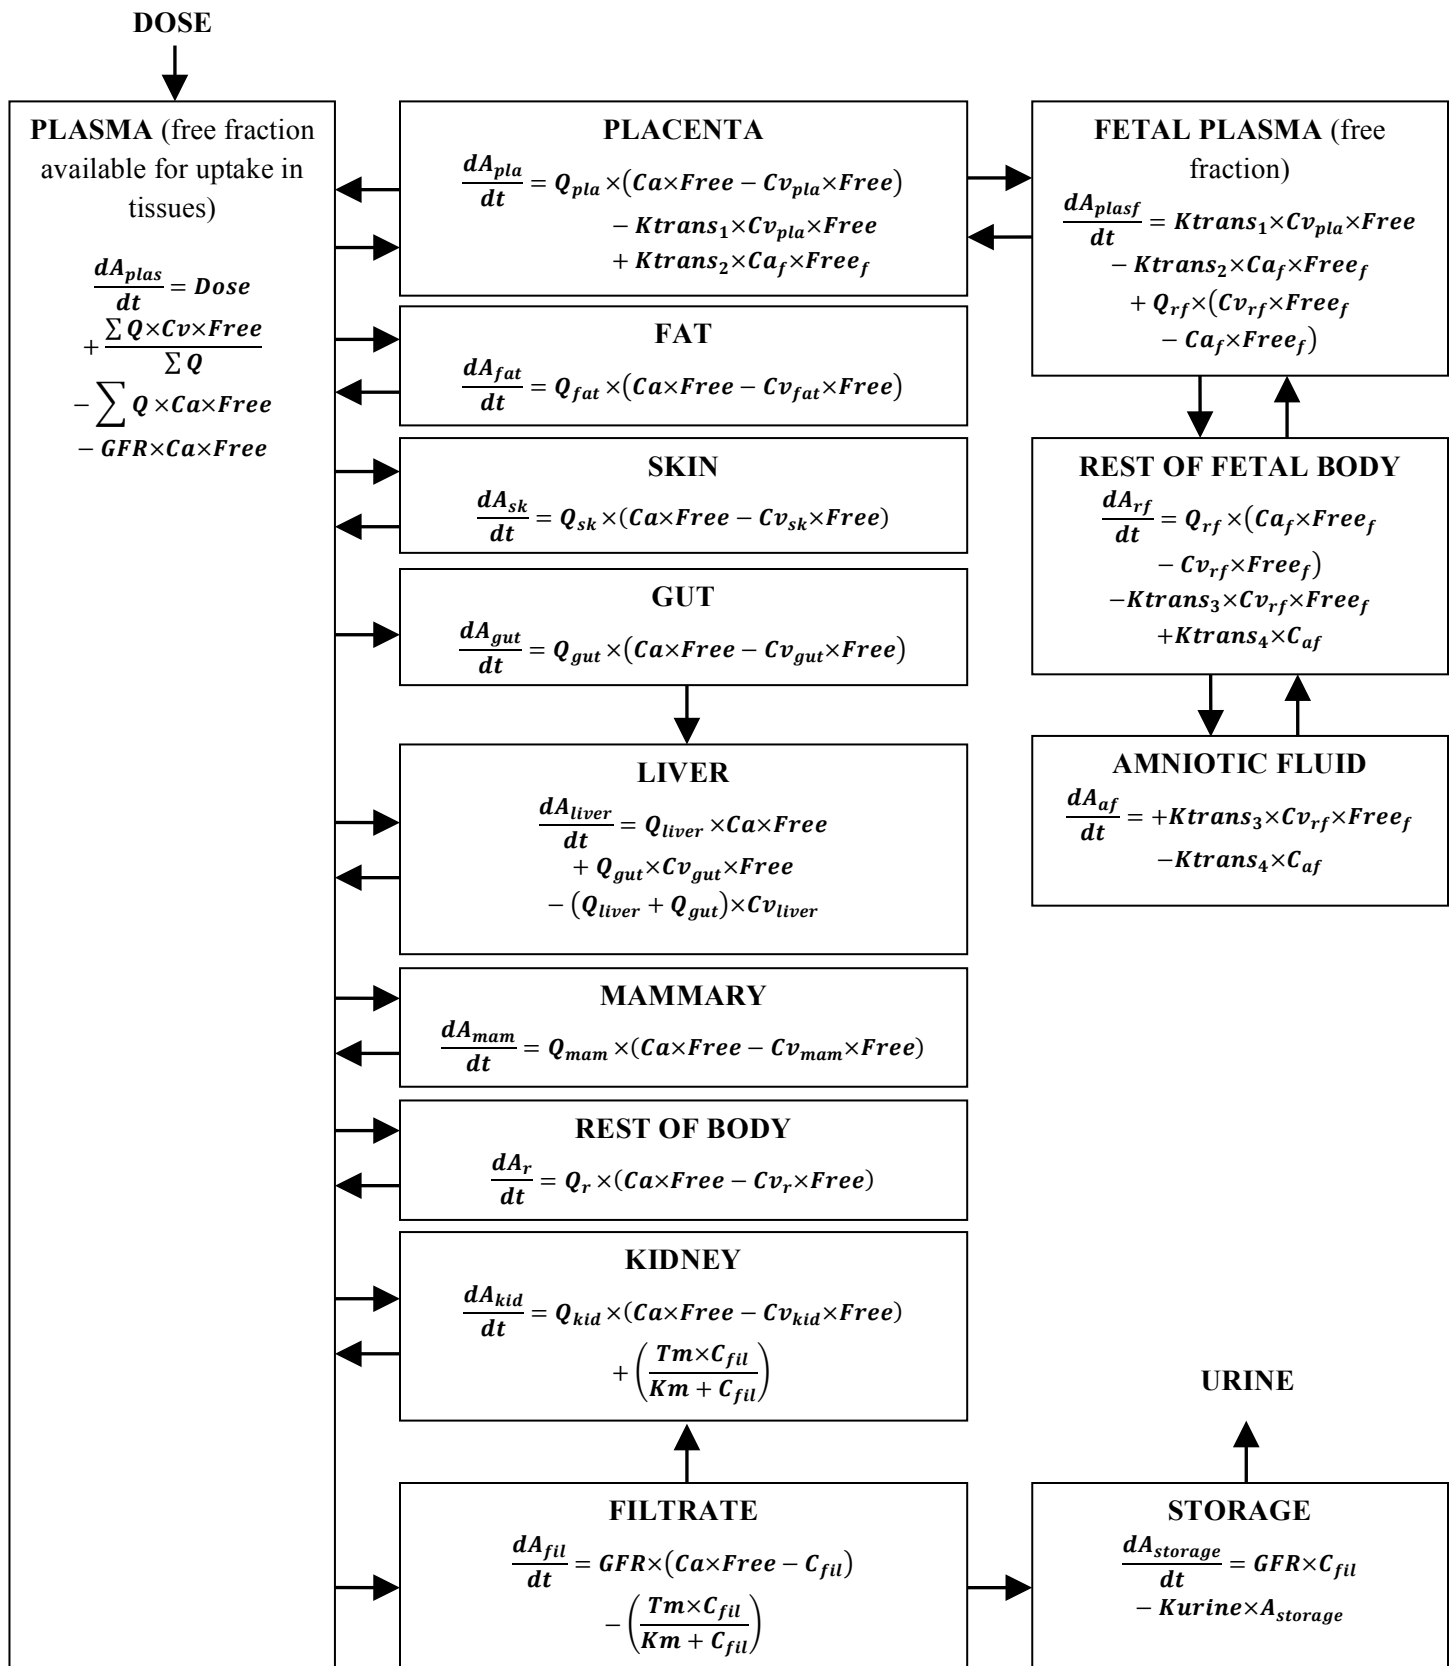 DOSE
PLASMA (free fraction
available for uptake in
tissues)
dA_plas/dt = Dose
+ ∑ Q×Cv×Free / ∑ Q
− ∑ Q ×Ca×Free
− GFR×Ca×Free
PLACENTA
dA_pla/dt = Q_pla ×(Ca×Free − Cv_pla×Free)
− Ktrans₁×Cv_pla×Free
+ Ktrans₂×Ca_f×Free_f
FAT
dA_fat/dt = Q_fat ×(Ca×Free − Cv_fat×Free)
SKIN
dA_sk/dt = Q_sk ×(Ca×Free − Cv_sk×Free)
GUT
dA_gut/dt = Q_gut ×(Ca×Free − Cv_gut×Free)
LIVER
dA_liver/dt = Q_liver ×Ca×Free
+ Q_gut×Cv_gut×Free
− (Q_liver + Q_gut)×Cv_liver
MAMMARY
dA_mam/dt = Q_mam ×(Ca×Free − Cv_mam×Free)
REST OF BODY
dA_r/dt = Q_r ×(Ca×Free − Cv_r×Free)
KIDNEY
dA_kid/dt = Q_kid ×(Ca×Free − Cv_kid×Free)
+ (Tm×C_fil / Km + C_fil)
FILTRATE
dA_fil/dt = GFR×(Ca×Free − C_fil)
− (Tm×C_fil / Km + C_fil)
FETAL PLASMA (free
fraction)
dA_plasf/dt = Ktrans₁×Cv_pla×Free
− Ktrans₂×Ca_f×Free_f
+ Q_rf ×(Cv_rf×Free_f
− Ca_f×Free_f)
REST OF FETAL BODY
dA_rf/dt = Q_rf ×(Ca_f×Free_f
− Cv_rf×Free_f)
−Ktrans₃×Cv_rf×Free_f
+Ktrans₄×C_af
AMNIOTIC FLUID
dA_af/dt = +Ktrans₃×Cv_rf×Free_f
−Ktrans₄×C_af
URINE
STORAGE
dA_storage/dt = GFR×C_fil
− Kurine×A_storage